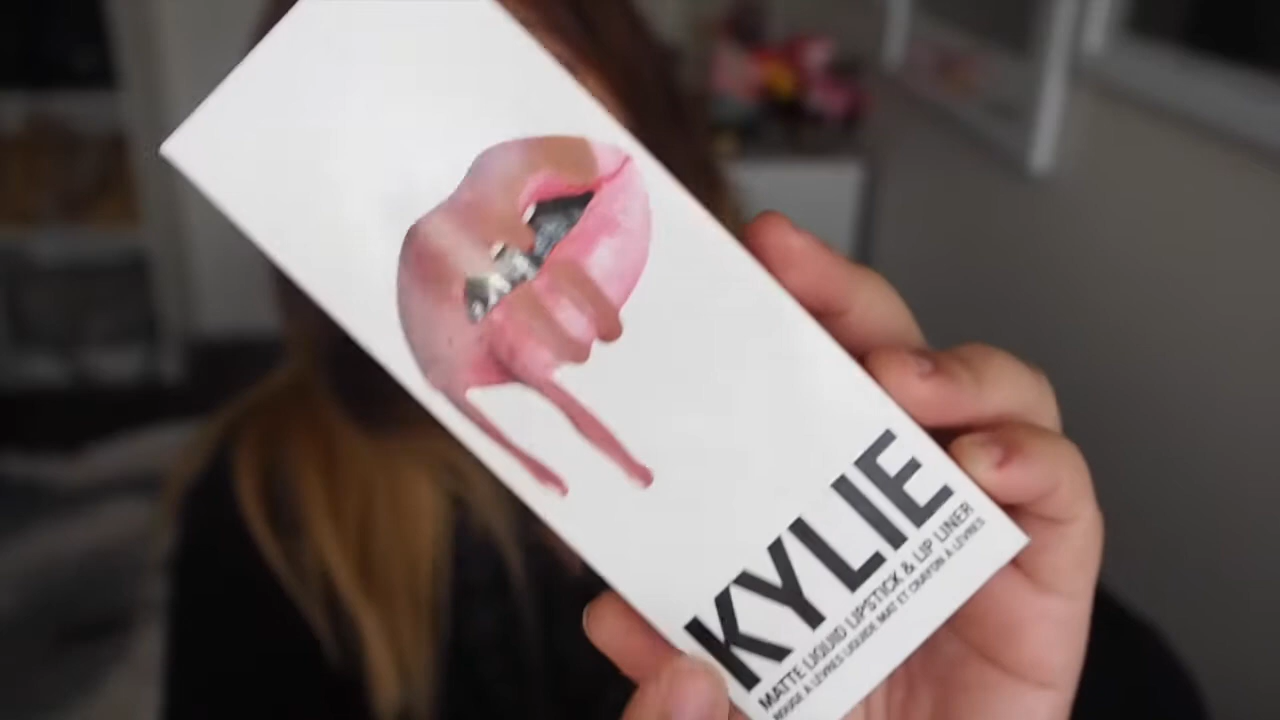 KYLIE
MATTE LIQUID LIPSTICK & LIP LINER
ROUGE À LÈVRES LIQUIDE MAT ET CRAYON À LÈVRES